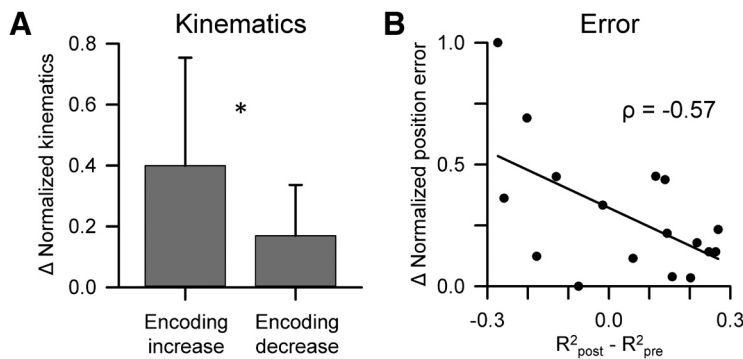 A
Kinematics
Δ Normalized kinematics
0.8
0.6
0.4
0.2
0.0
*
Encoding
increase
Encoding
decrease
B
Error
Δ Normalized position error
1.0
0.5
0.0
ρ = -0.57
-0.3
0.0
0.3
R²post - R²pre